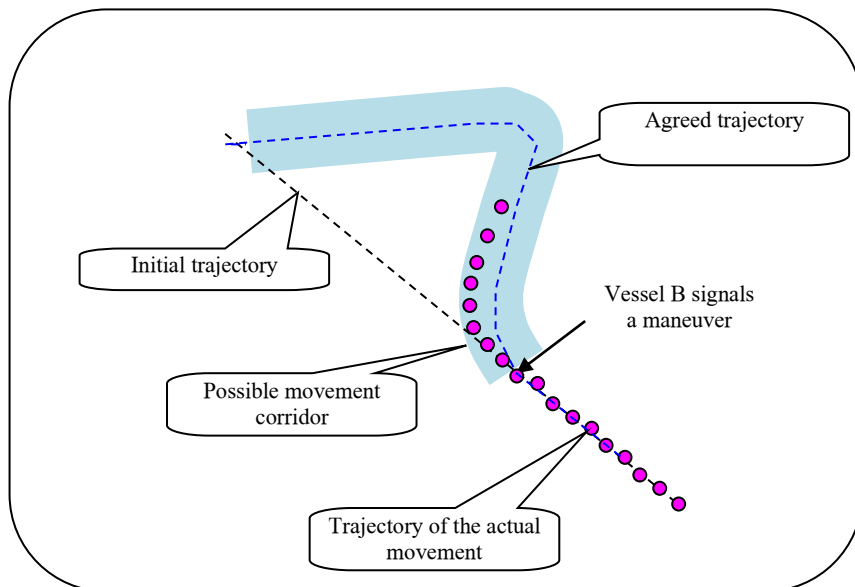 Agreed trajectory
Initial trajectory
Vessel B signals
a maneuver
Possible movement
corridor
Trajectory of the actual
movement